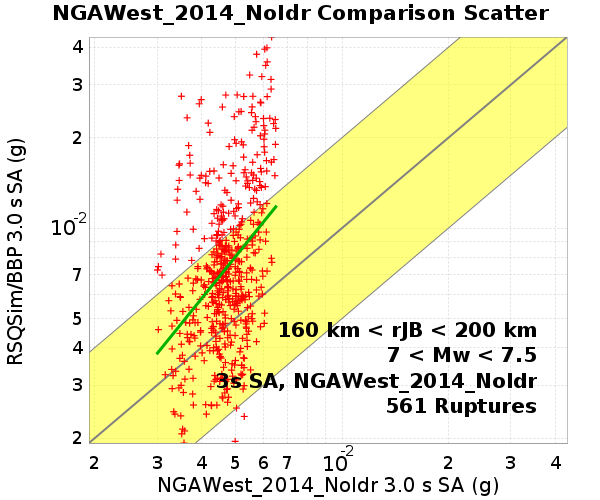 NGAWest_2014_NoIdr Comparison Scatter
RSQSim/BBP 3.0 s SA (g)
4
3
2
10-2
7
5
4
3
2
160 km < rJB < 200 km
7 < Mw < 7.5
3s SA, NGAWest_2014_NoIdr
561 Ruptures
2 3 4 5 6 7 10-2 2 3 4
NGAWest_2014_NoIdr 3.0 s SA (g)